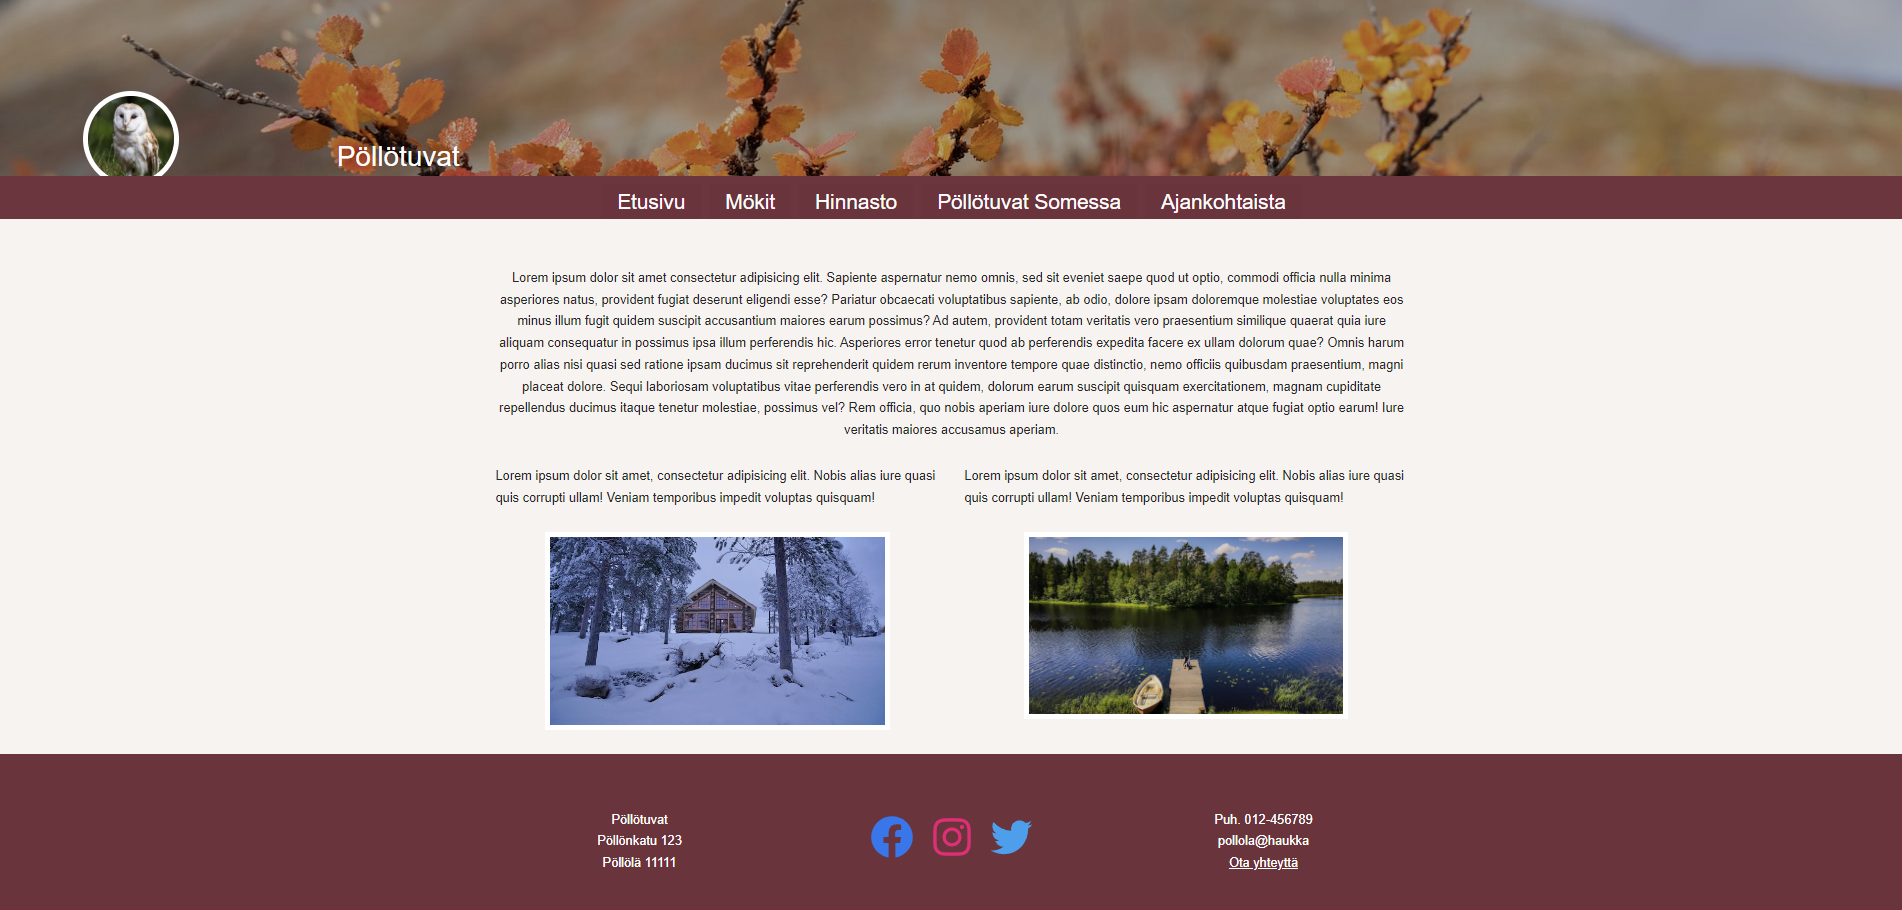 Pöllötuvat
Etusivu Mökit Hinnasto Pöllötuvat Somessa Ajankohtaista
Lorem ipsum dolor sit amet consectetur adipisicing elit. Sapiente aspernatur nemo omnis, sed sit eveniet saepe quod ut optio, commodi officia nulla minima
asperiores natus, provident fugiat deserunt eligendi esse? Pariatur obcaecati voluptatibus sapiente, ab odio, dolore ipsam doloremque molestiae voluptates eos
minus illum fugit quidem suscipit accusantium maiores earum possimus? Ad autem, provident totam veritatis vero praesentium similique quaerat quia iure
aliquam consequatur in possimus ipsa illum perferendis hic. Asperiores error tenetur quod ab perferendis expedita facere ex ullam dolorum quae? Omnis harum
porro alias nisi quasi sed ratione ipsam ducimus sit reprehenderit quidem rerum inventore tempore quae distinctio, nemo officiis quibusdam praesentium, magni
placeat dolore. Sequi laboriosam voluptatibus vitae perferendis vero in at quidem, dolorum earum suscipit quisquam exercitationem, magnam cupiditate
repellendus ducimus itaque tenetur molestiae, possimus vel? Rem officia, quo nobis aperiam iure dolore quos eum hic aspernatur atque fugiat optio earum! Iure
veritatis maiores accusamus aperiam.
Lorem ipsum dolor sit amet, consectetur adipisicing elit. Nobis alias iure quasi
quis corrupti ullam! Veniam temporibus impedit voluptas quisquam!
Lorem ipsum dolor sit amet, consectetur adipisicing elit. Nobis alias iure quasi
quis corrupti ullam! Veniam temporibus impedit voluptas quisquam!
Pöllötuvat
Pöllönkatu 123
Pöllölä 11111
Puh. 012-456789
pollola@haukka
Ota yhteyttä